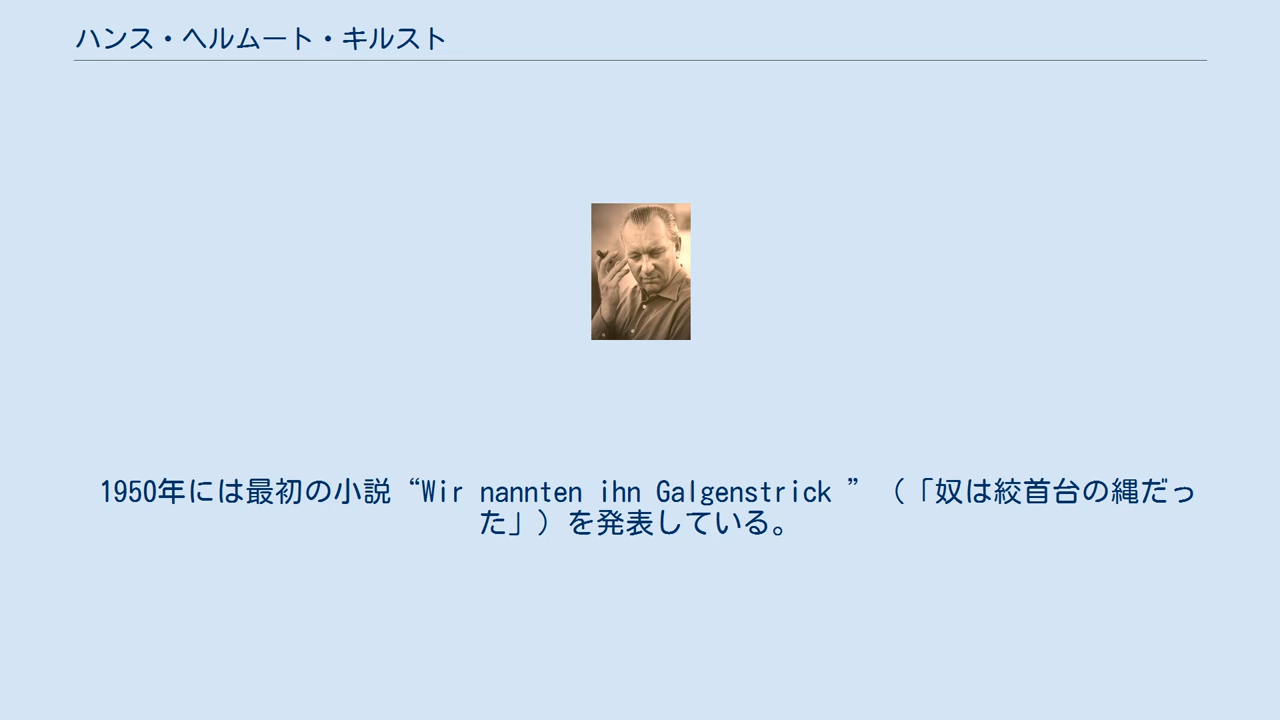 ハンス・ヘルムート・キルスト
1950年には最初の小説“Wir nannten ihn Galgenstrick ” （「奴は絞首台の縄だっ
た」）を発表している。